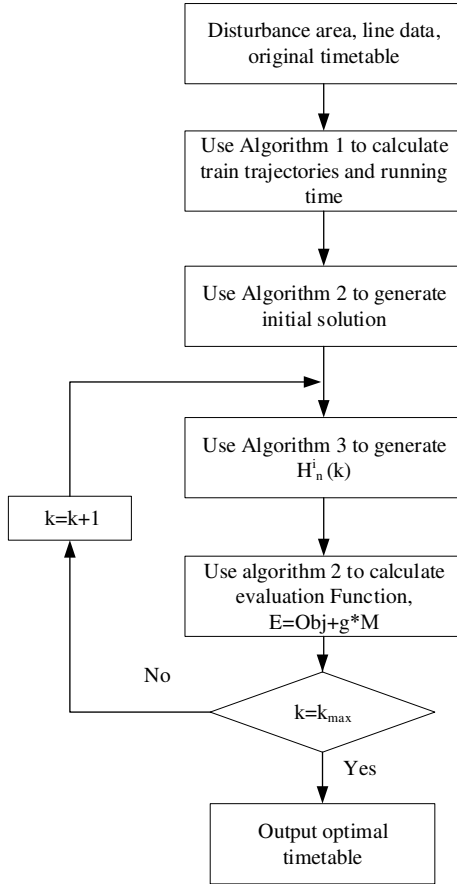 Disturbance area, line data,
original timetable
Use Algorithm 1 to calculate
train trajectories and running
time
Use Algorithm 2 to generate
initial solution
Use Algorithm 3 to generate
Hⁱₙ(k)
k=k+1
Use algorithm 2 to calculate
evaluation Function,
E=Obj+g*M
No
k=kmax
Yes
Output optimal
timetable